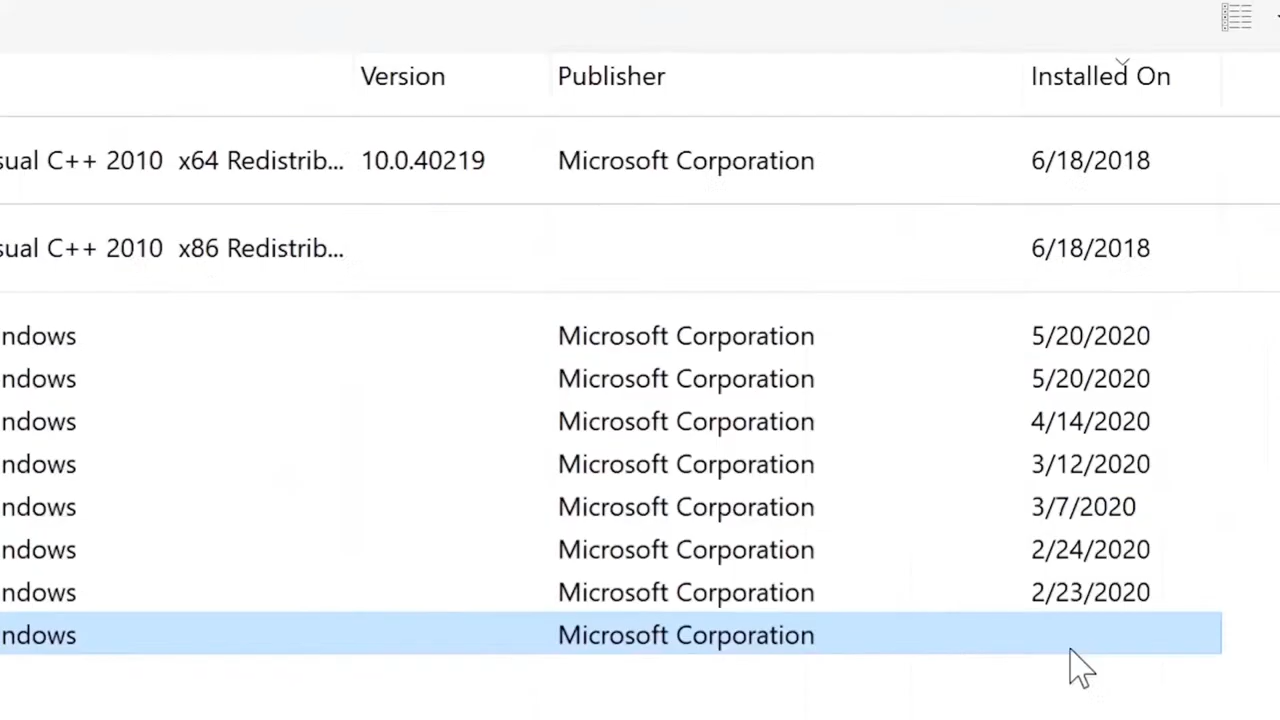 Version Publisher Installed On
sual C++ 2010 x64 Redistrib... 10.0.40219 Microsoft Corporation 6/18/2018
sual C++ 2010 x86 Redistrib... 6/18/2018
ndows Microsoft Corporation 5/20/2020
ndows Microsoft Corporation 5/20/2020
ndows Microsoft Corporation 4/14/2020
ndows Microsoft Corporation 3/12/2020
ndows Microsoft Corporation 3/7/2020
ndows Microsoft Corporation 2/24/2020
ndows Microsoft Corporation 2/23/2020
ndows Microsoft Corporation